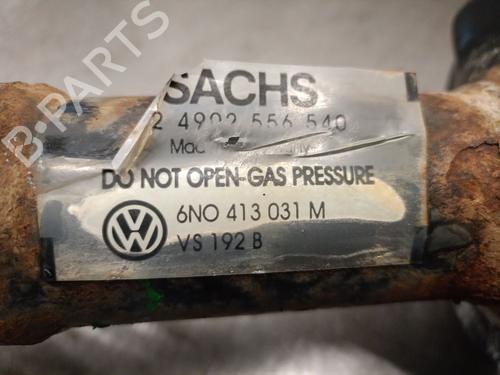 SACHS
2 4902 556 540
DO NOT OPEN-GAS PRESSURE
6N0 413 031 M
VS 192 B
B-PARTS